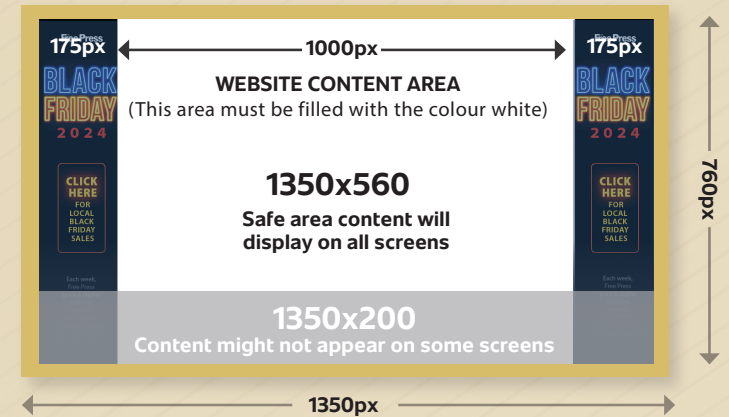 Free Press
175px
BLACK
FRIDAY
2024
CLICK
HERE
FOR
LOCAL
BLACK
FRIDAY
SALES
Each week,
Free Press
1000px
WEBSITE CONTENT AREA
(This area must be filled with the colour white)
1350x560
Safe area content will
display on all screens
1350x200
Content might not appear on some screens
Free Press
175px
BLACK
FRIDAY
2024
CLICK
HERE
FOR
LOCAL
BLACK
FRIDAY
SALES
Each week,
Free Press
760px
1350px